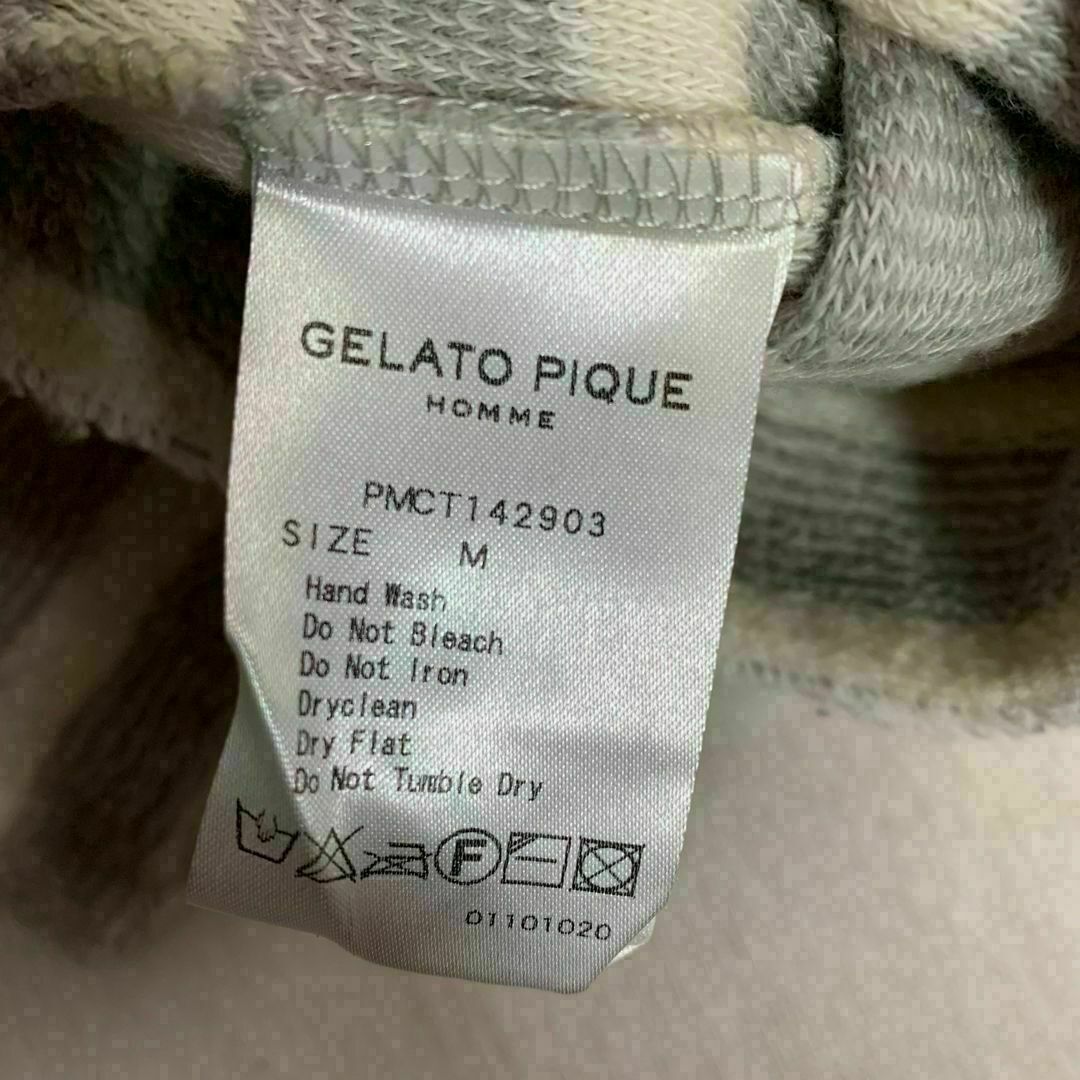 GELATO PIQUE
HOMME
PMCT142903
SIZE M
Hand Wash
Do Not Bleach
Do Not Iron
Dryclean
Dry Flat
Do Not Tumble Dry
F
01101020